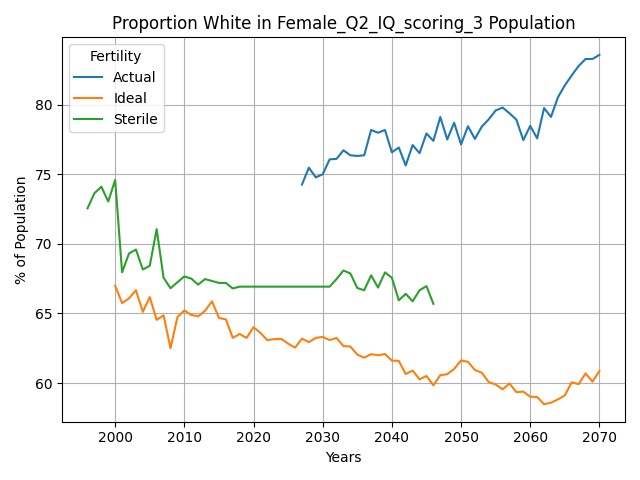 Proportion White in Female_Q2_IQ_scoring_3 Population
Fertility
Actual
Ideal
Sterile
% of Population
80
75
70
65
60
2000
2010
2020
2030
2040
2050
2060
2070
Years